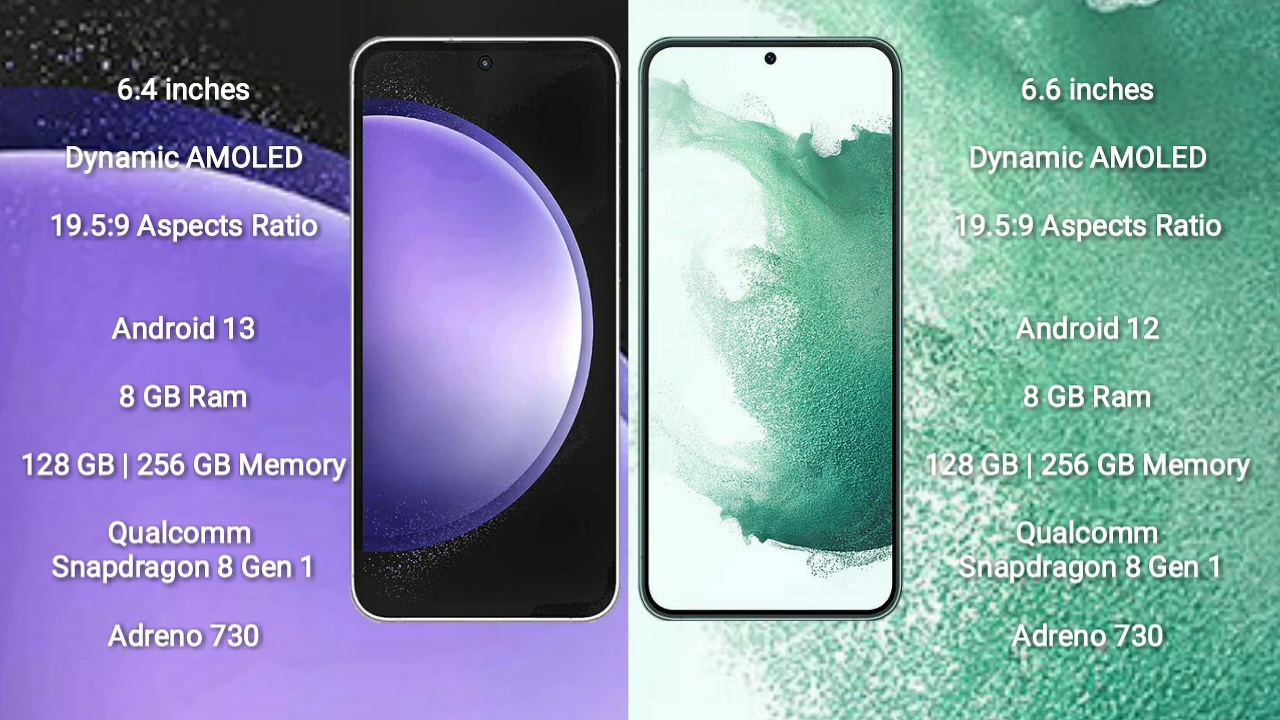 6.4 inches
Dynamic AMOLED
19.5:9 Aspects Ratio
Android 13
8 GB Ram
128 GB | 256 GB Memory
Qualcomm
Snapdragon 8 Gen 1
Adreno 730
6.6 inches
Dynamic AMOLED
19.5:9 Aspects Ratio
Android 12
8 GB Ram
128 GB | 256 GB Memory
Qualcomm
Snapdragon 8 Gen 1
Adreno 730